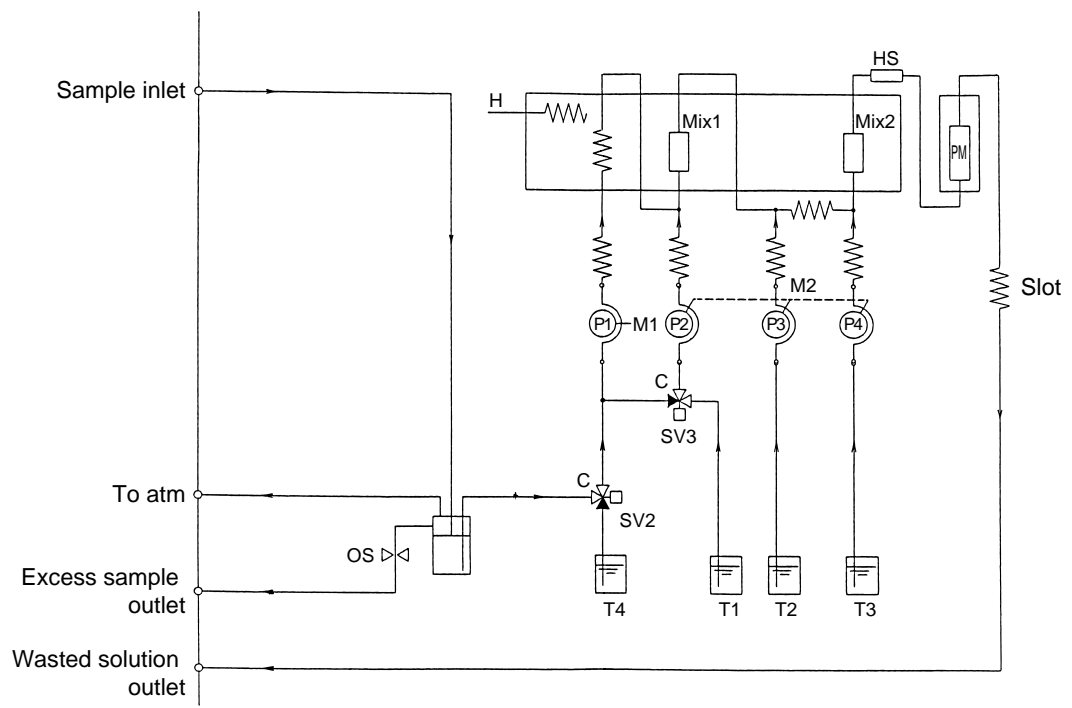 Sample inlet
H
Mix1
Mix2
HS
PM
M2
Slot
P1
M1
P2
P3
P4
C
SV3
To atm
C
SV2
OS
Excess sample
outlet
T4
T1
T2
T3
Wasted solution
outlet